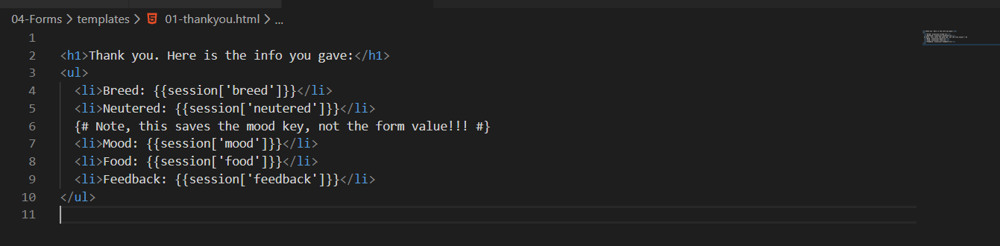 04-Forms > templates > 01-thankyou.html > ...
1
2 <h1>Thank you. Here is the info you gave:</h1>
3 <ul>
4 <li>Breed: {{session['breed']}}</li>
5 <li>Neutered: {{session['neutered']}}</li>
6 {# Note, this saves the mood key, not the form value!!! #}
7 <li>Mood: {{session['mood']}}</li>
8 <li>Food: {{session['food']}}</li>
9 <li>Feedback: {{session['feedback']}}</li>
10 </ul>
11